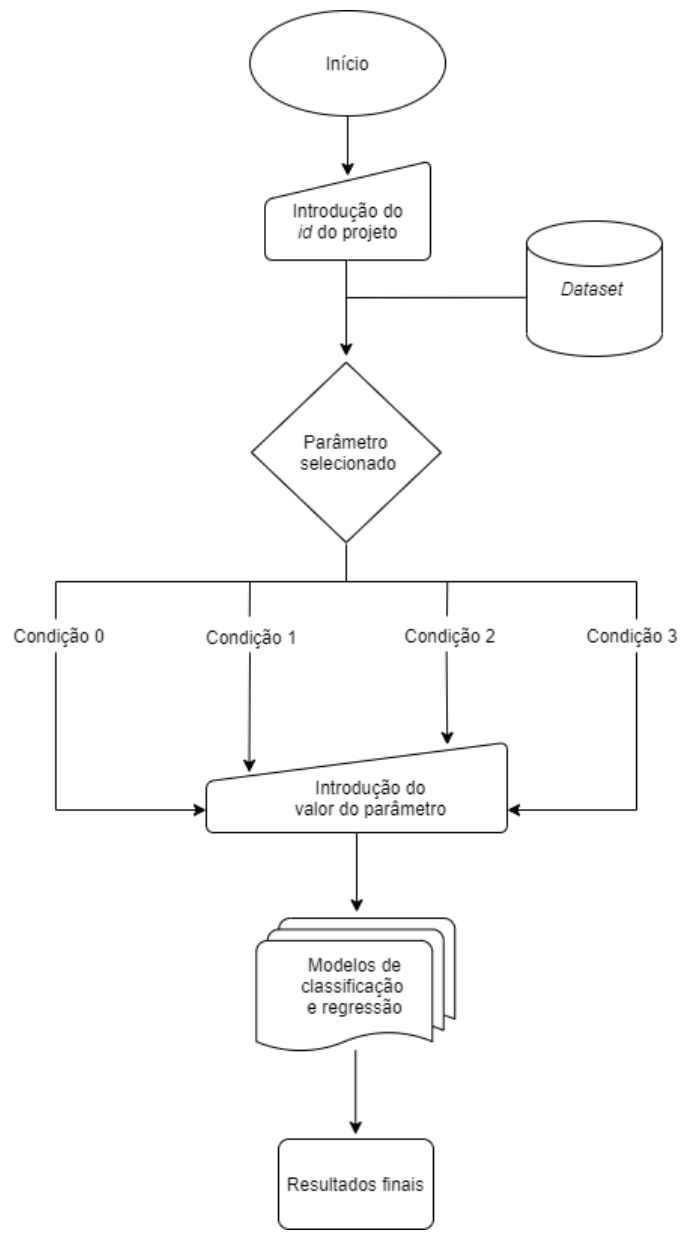 Início
Introdução do
id do projeto
Dataset
Parâmetro
selecionado
Condição 0
Condição 1
Condição 2
Condição 3
Introdução do
valor do parâmetro
Modelos de
classificação
e regressão
Resultados finais